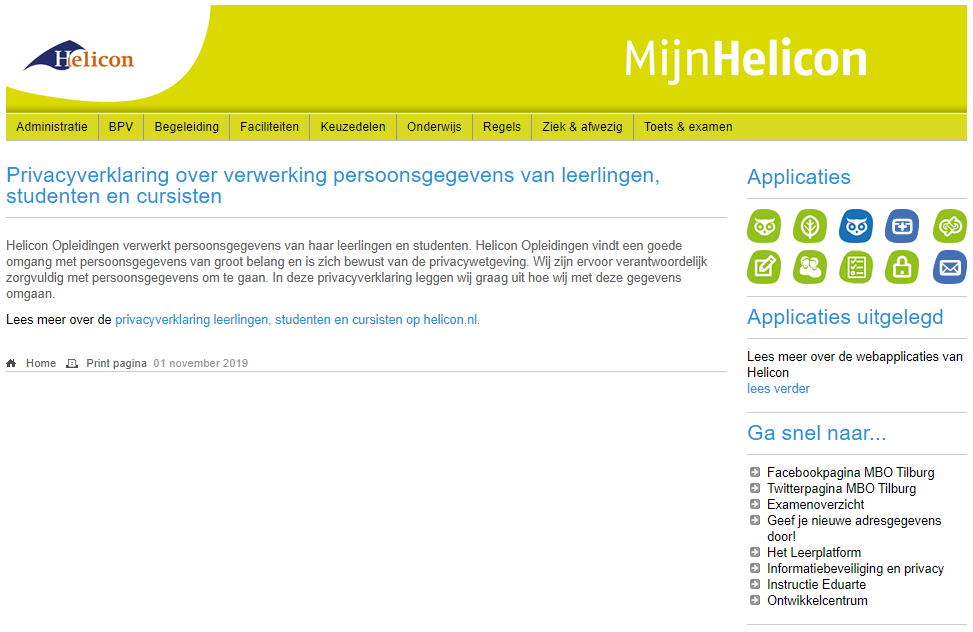 Helicon
MijnHelicon
Administratie BPV Begeleiding Faciliteiten Keuzedelen Onderwijs Regels Ziek & afwezig Toets & examen
Privacyverklaring over verwerking persoonsgegevens van leerlingen,
studenten en cursisten
Helicon Opleidingen verwerkt persoonsgegevens van haar leerlingen en studenten. Helicon Opleidingen vindt een goede
omgang met persoonsgegevens van groot belang en is zich bewust van de privacywetgeving. Wij zijn ervoor verantwoordelijk
zorgvuldig met persoonsgegevens om te gaan. In deze privacyverklaring leggen wij graag uit hoe wij met deze gegevens
omgaan.
Lees meer over de privacyverklaring leerlingen, studenten en cursisten op helicon.nl.
Home Print pagina 01 november 2019
Applicaties
Applicaties uitgelegd
Lees meer over de webapplicaties van
Helicon
lees verder
Ga snel naar...
Facebookpagina MBO Tilburg
Twitterpagina MBO Tilburg
Examenoverzicht
Geef je nieuwe adresgegevens
door!
Het Leerplatform
Informatiebeveiliging en privacy
Instructie Eduarte
Ontwikkelcentrum